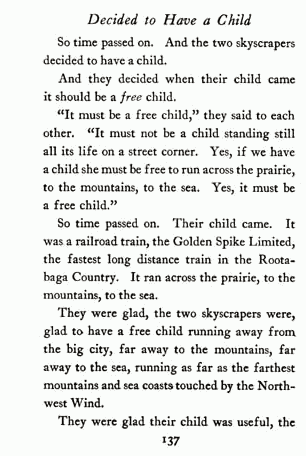 Decided to Have a Child
So time passed on. And the two skyscrapers
decided to have a child.
And they decided when their child came
it should be a free child.
"It must be a free child," they said to each
other. "It must not be a child standing still
all its life on a street corner. Yes, if we have
a child she must be free to run across the prairie,
to the mountains, to the sea. Yes, it must be
a free child."
So time passed on. Their child came. It
was a railroad train, the Golden Spike Limited,
the fastest long distance train in the Roota-
baga Country. It ran across the prairie, to the
mountains, to the sea.
They were glad, the two skyscrapers were,
glad to have a free child running away from
the big city, far away to the mountains, far
away to the sea, running as far as the farthest
mountains and sea coasts touched by the North-
west Wind.
They were glad their child was useful, the
137